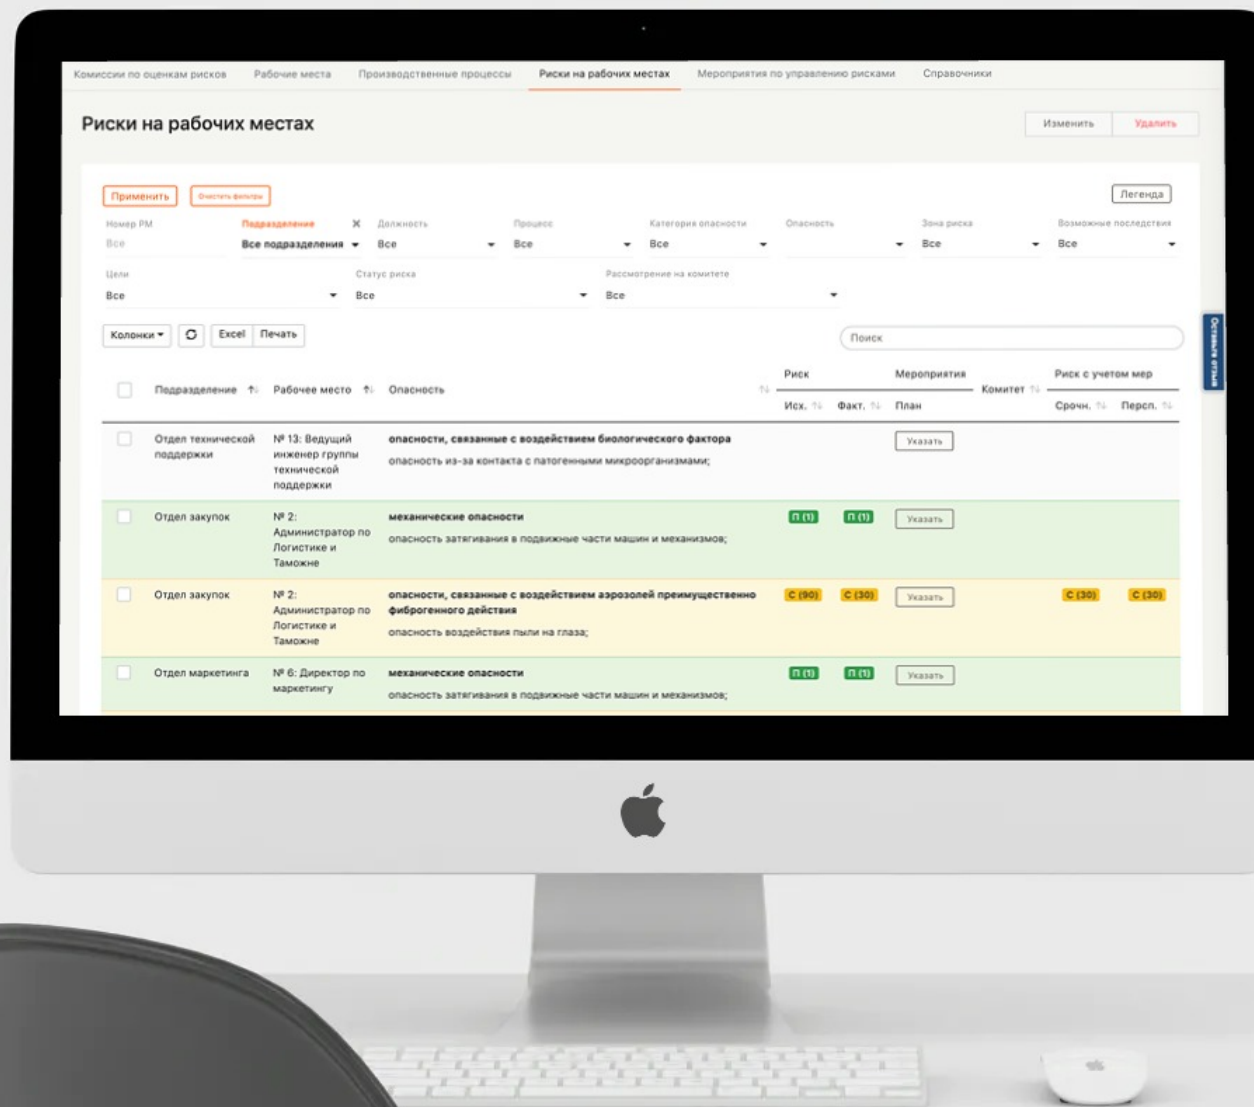 Комиссии по оценкам рисков Рабочие места Производственные процессы Риски на рабочих местах Мероприятия по управлению рисками Справочники
Риски на рабочих местах
Изменить Удалить
Применить Очистить фильтры Легенда
Номер РМ Подразделение × Должность Процесс Категория опасности Опасность Зона риска Возможные последствия
Все Все подразделения Все Все Все Все Все
Цели Статус риска Рассмотрение на комитете
Все Все Все
Колонки Excel Печать Поиск
Оставьте отзыв
Риск Мероприятия Риск с учетом мер
Подразделение Рабочее место Опасность Комитет
Исх. Факт. План Срочн. Персп.
Отдел технической № 13: Ведущий опасности, связанные с воздействием биологического фактора Указать
поддержки инженер группы опасность из-за контакта с патогенными микроорганизмами;
технической
поддержки
Отдел закупок № 2: механические опасности П (1) П (1) Указать
Администратор по опасность затягивания в подвижные части машин и механизмов;
Логистике и
Таможне
Отдел закупок № 2: опасности, связанные с воздействием аэрозолей преимущественно С (90) С (30) Указать С (30) С (30)
Администратор по фиброгенного действия
Логистике и опасность воздействия пыли на глаза;
Таможне
Отдел маркетинга № 6: Директор по механические опасности П (1) П (1) Указать
маркетингу опасность затягивания в подвижные части машин и механизмов;